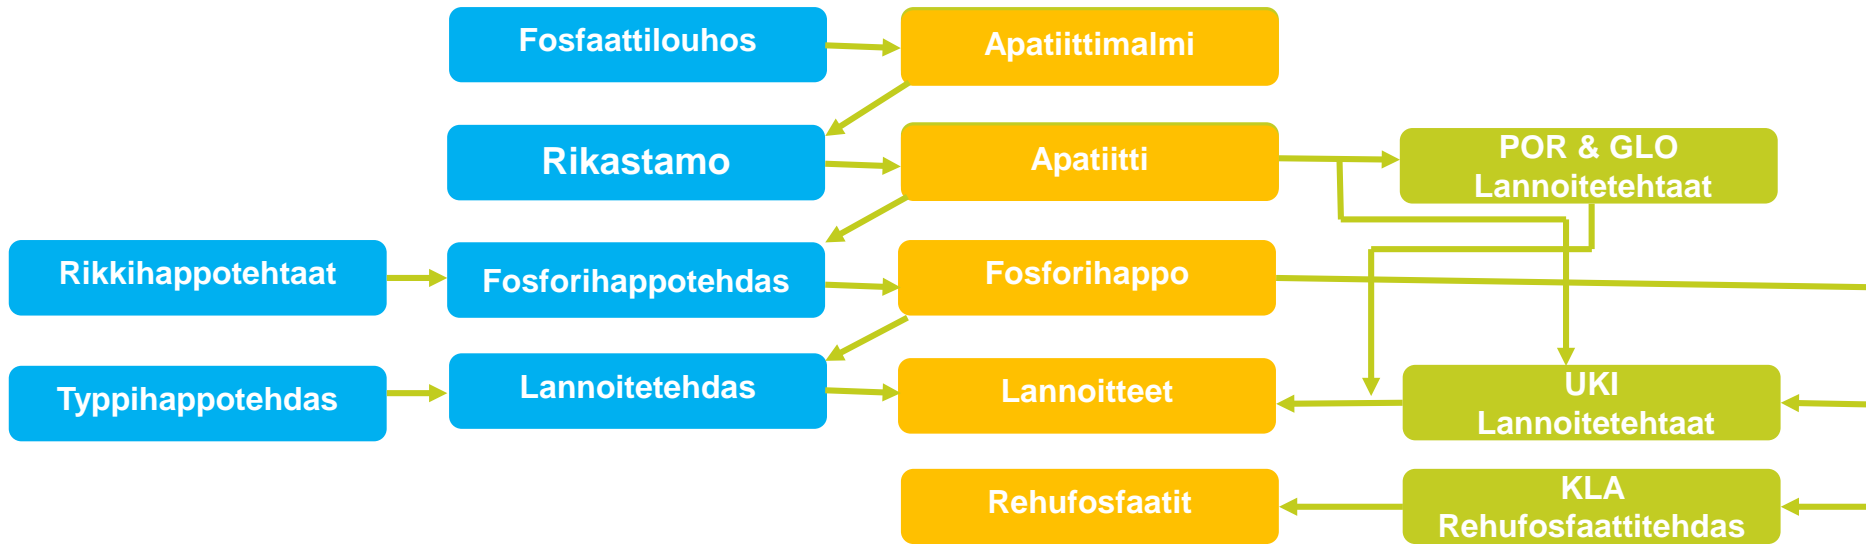 Fosfaattilouhos
Apatiittimalmi
Rikastamo
Apatiitti
POR & GLO
Lannoitetehtaat
Rikkihappotehtaat
Fosforihappotehdas
Fosforihappo
Typpihappotehdas
Lannoitetehdas
Lannoitteet
UKI
Lannoitetehtaat
Rehufosfaatit
KLA
Rehufosfaattitehdas